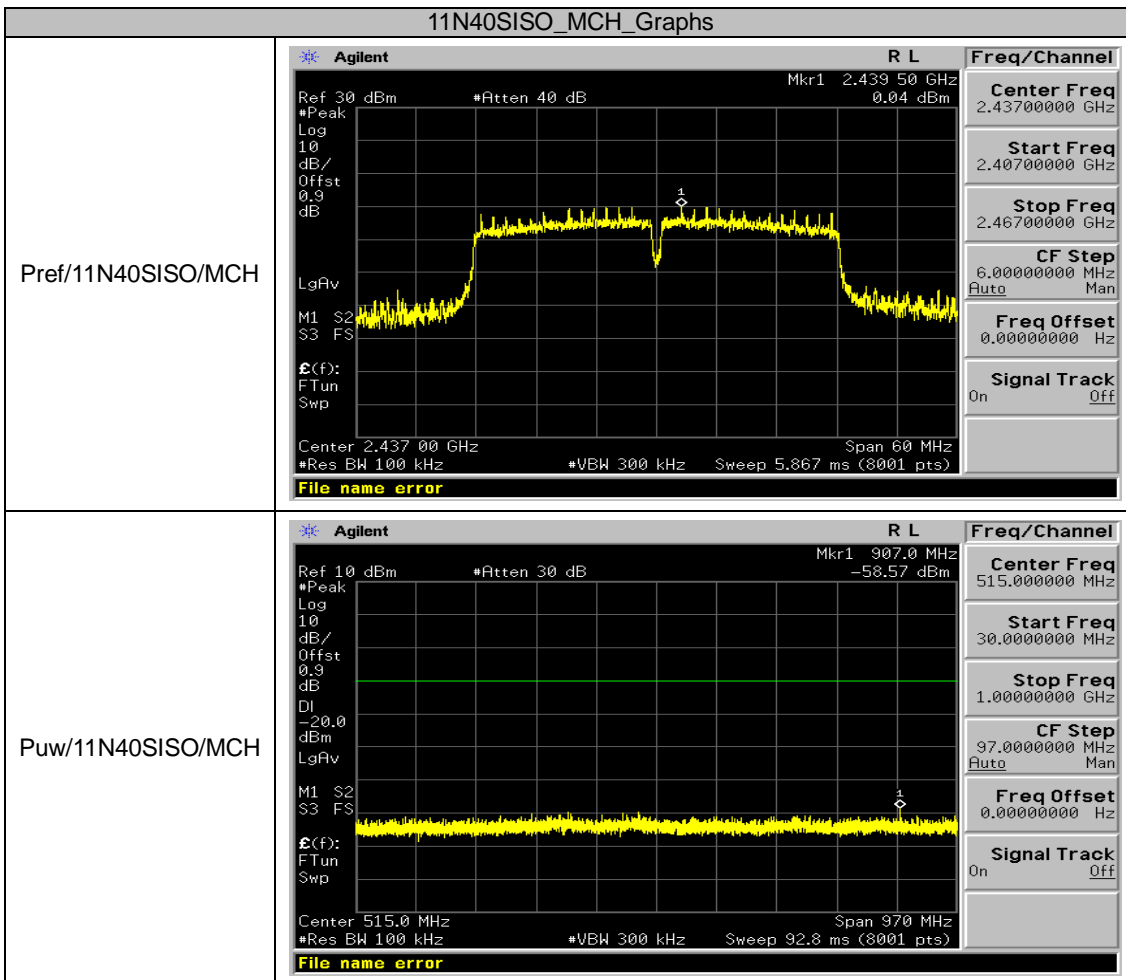 11N40SISO_MCH_Graphs
Pref/11N40SISO/MCH
Agilent R L
Mkr1 2.439 50 GHz
Ref 30 dBm #Atten 40 dB 0.04 dBm
#Peak
Log
10
dB/
Offst
0.9
dB
1
LgAv
M1 S2
S3 FS
£(f):
FTun
Swp
Center 2.437 00 GHz Span 60 MHz
#Res BW 100 kHz #VBW 300 kHz Sweep 5.867 ms (8001 pts)
File name error
Freq/Channel
Center Freq
2.43700000 GHz
Start Freq
2.40700000 GHz
Stop Freq
2.46700000 GHz
CF Step
6.00000000 MHz
Auto Man
Freq Offset
0.00000000 Hz
Signal Track
On Off
Puw/11N40SISO/MCH
Agilent R L
Mkr1 907.0 MHz
Ref 10 dBm #Atten 30 dB -58.57 dBm
#Peak
Log
10
dB/
Offst
0.9
dB
DI
-20.0
dBm
LgAv
1
M1 S2
S3 FS
£(f):
FTun
Swp
Center 515.0 MHz Span 970 MHz
#Res BW 100 kHz #VBW 300 kHz Sweep 92.8 ms (8001 pts)
File name error
Freq/Channel
Center Freq
515.000000 MHz
Start Freq
30.0000000 MHz
Stop Freq
1.00000000 GHz
CF Step
97.0000000 MHz
Auto Man
Freq Offset
0.00000000 Hz
Signal Track
On Off